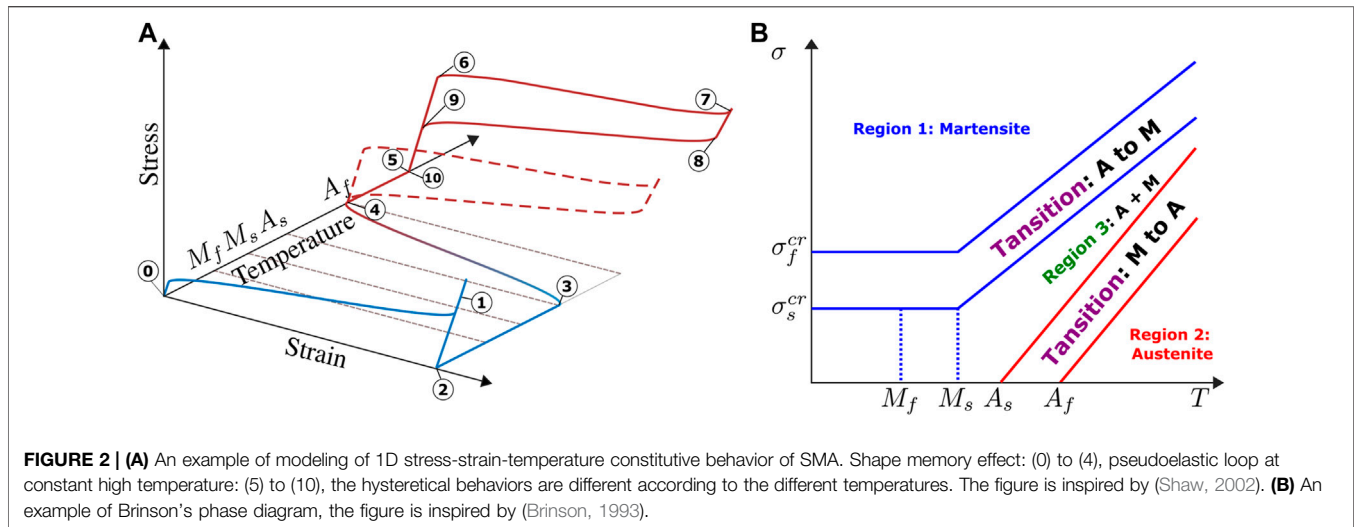 A
B
Stress
Temperature
Strain
M_f M_s A_s
A_f
0
1
2
3
4
5
6
7
8
9
10
σ
σ_f^{cr}
σ_s^{cr}
Region 1: Martensite
Tansition: A to M
Region 3: A + M
Tansition: M to A
Region 2:
Austenite
M_f M_s A_s A_f T
FIGURE 2 | (A) An example of modeling of 1D stress-strain-temperature constitutive behavior of SMA. Shape memory effect: (0) to (4), pseudoelastic loop at
constant high temperature: (5) to (10), the hysteretical behaviors are different according to the different temperatures. The figure is inspired by (Shaw, 2002). (B) An
example of Brinson's phase diagram, the figure is inspired by (Brinson, 1993).